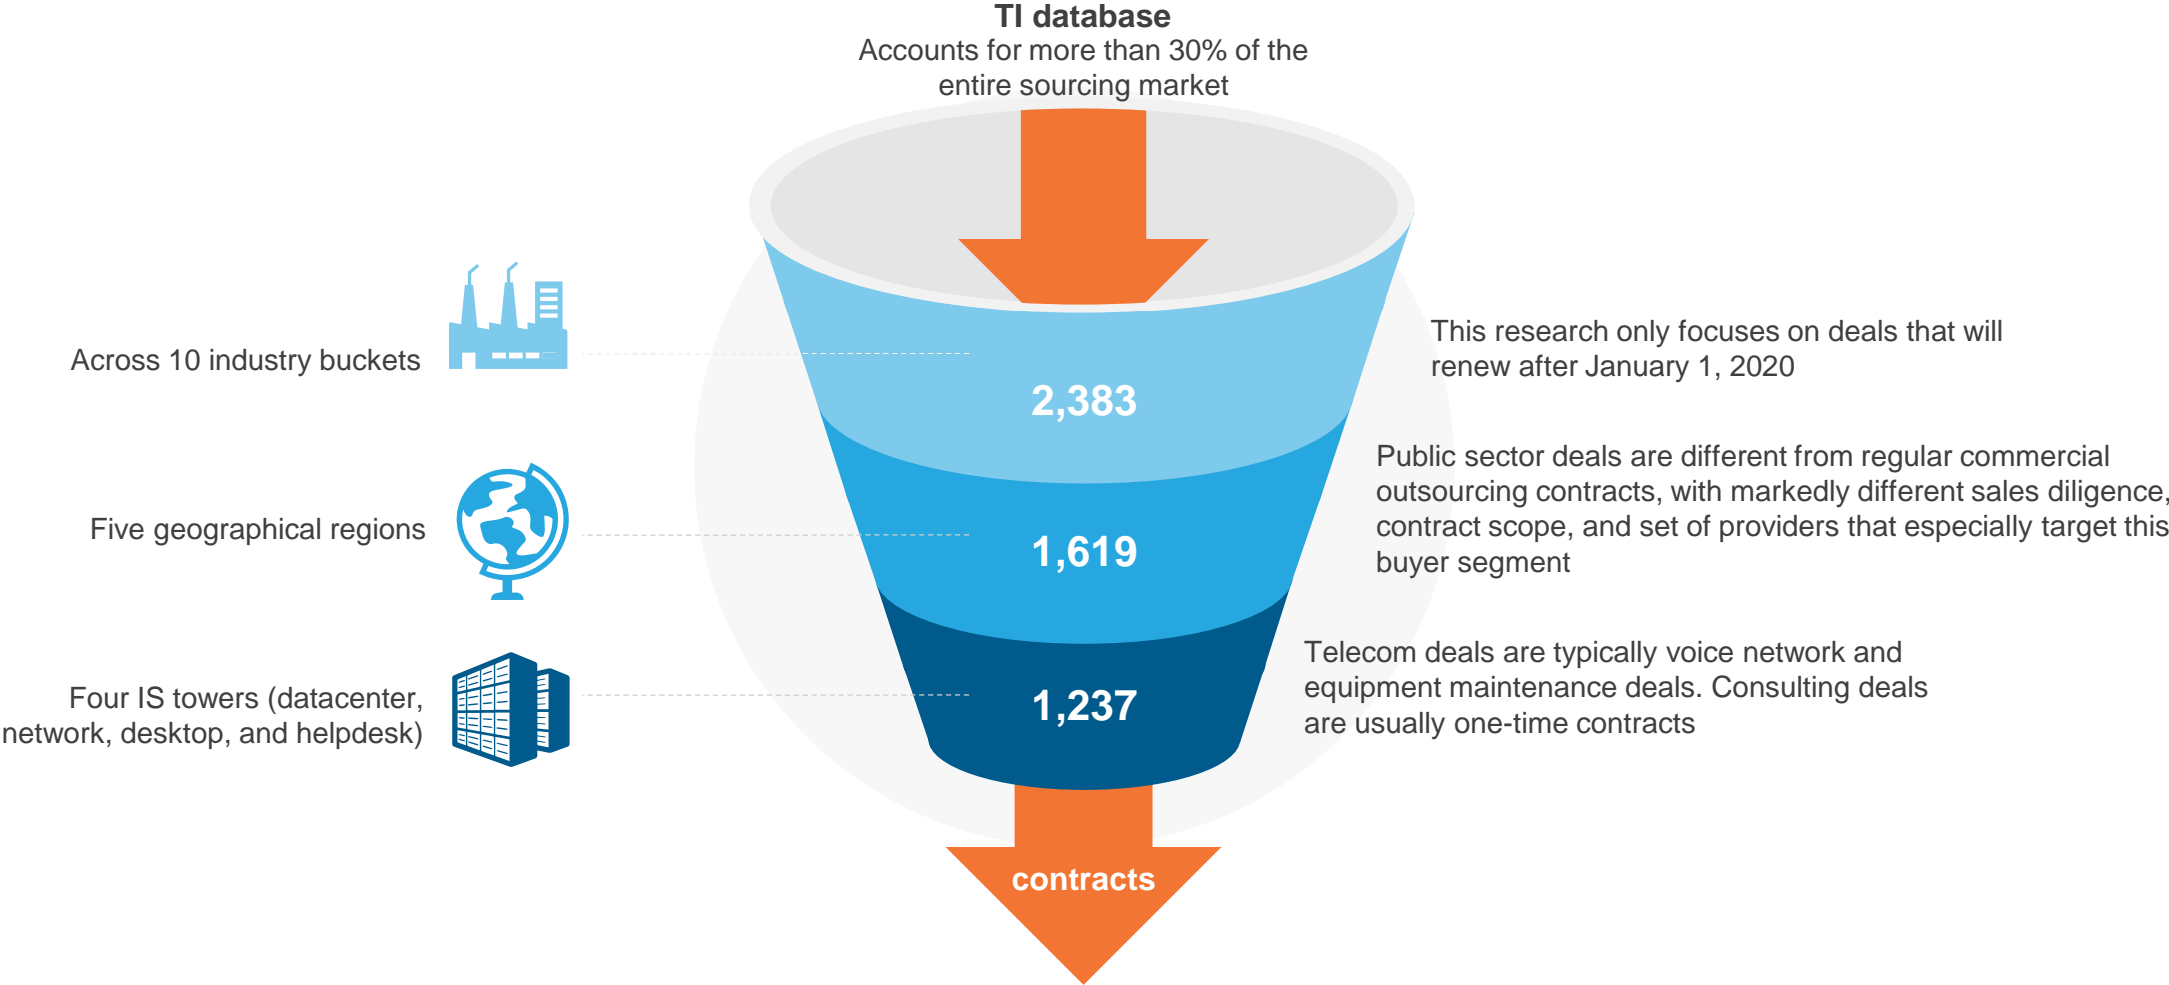 TI database
Accounts for more than 30% of the
entire sourcing market
Across 10 industry buckets
2,383
This research only focuses on deals that will
renew after January 1, 2020
Five geographical regions
1,619
Public sector deals are different from regular commercial
outsourcing contracts, with markedly different sales diligence,
contract scope, and set of providers that especially target this
buyer segment
Four IS towers (datacenter,
network, desktop, and helpdesk)
1,237
Telecom deals are typically voice network and
equipment maintenance deals. Consulting deals
are usually one-time contracts
contracts